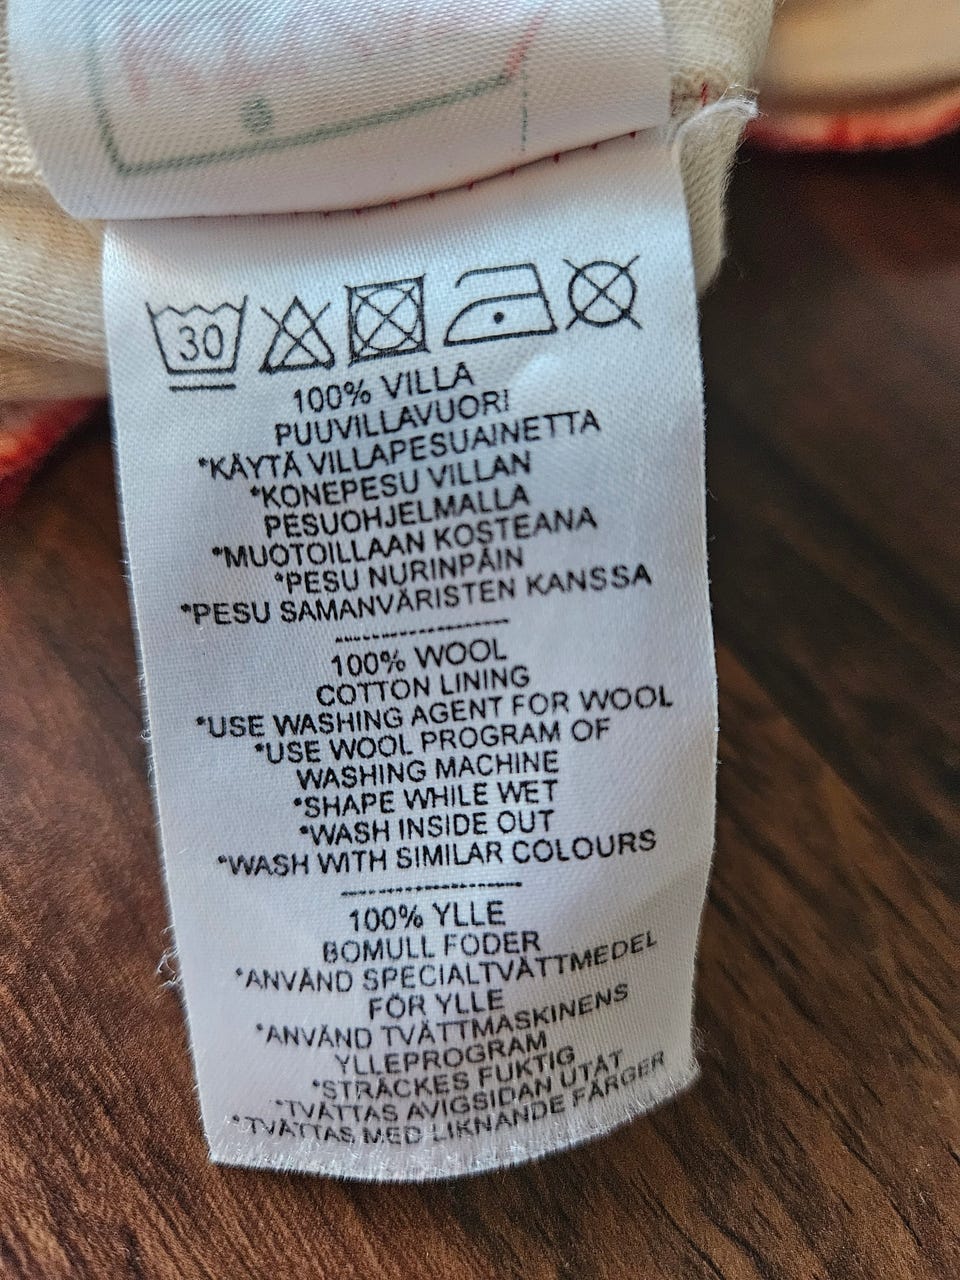 30
100% VILLA
PUUVILLAVUORI
*KÄYTÄ VILLAPESUAINETTA
*KONEPESU VILLAN
PESUOHJELMALLA
*MUOTOILLAAN KOSTEANA
*PESU NURINPÄIN
*PESU SAMANVÄRISTEN KANSSA
100% WOOL
COTTON LINING
*USE WASHING AGENT FOR WOOL
*USE WOOL PROGRAM OF
WASHING MACHINE
*SHAPE WHILE WET
*WASH INSIDE OUT
*WASH WITH SIMILAR COLOURS
100% YLLE
BOMULL FODER
*ANVÄND SPECIALTVÄTTMEDEL
FÖR YLLE
*ANVÄND TVÄTTMASKINENS
YLLEPROGRAM
*STRÄCKES FUKTIG
*TVÄTTAS AVIGSIDAN UTÅT
*TVÄTTAS MED LIKNANDE FÄRGER